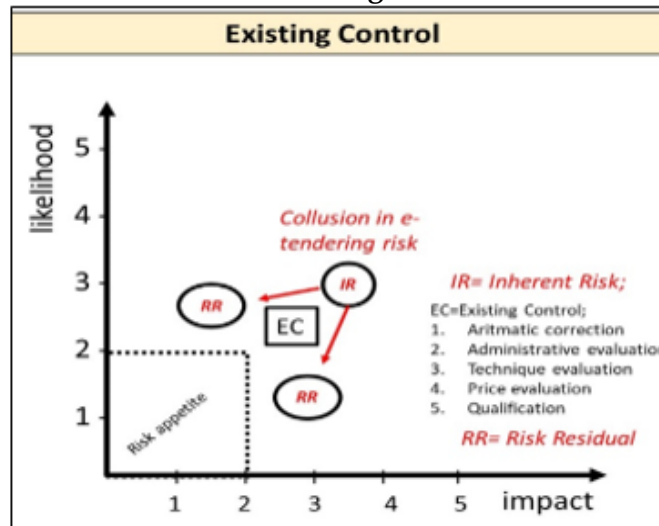 Existing Control
likelihood
5
4
3
2
1
Collusion in e-
tendering risk
IR
RR
EC
RR
Risk appetite
IR= Inherent Risk;
EC=Existing Control;
1. Aritmatic correction
2. Administrative evaluation
3. Technique evaluation
4. Price evaluation
5. Qualification
RR= Risk Residual
1 2 3 4 5 impact